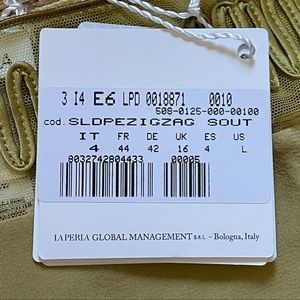 3 I4 E6 LPD 0018871 0010
508-0125-000-00100
cod. SLDPEZIGZAG SOUT
IT FR DE UK ES US
4 44 42 16 4 L
8032742804433 00005
LA PERLA GLOBAL MANAGEMENT S.R.L. - Bologna, Italy